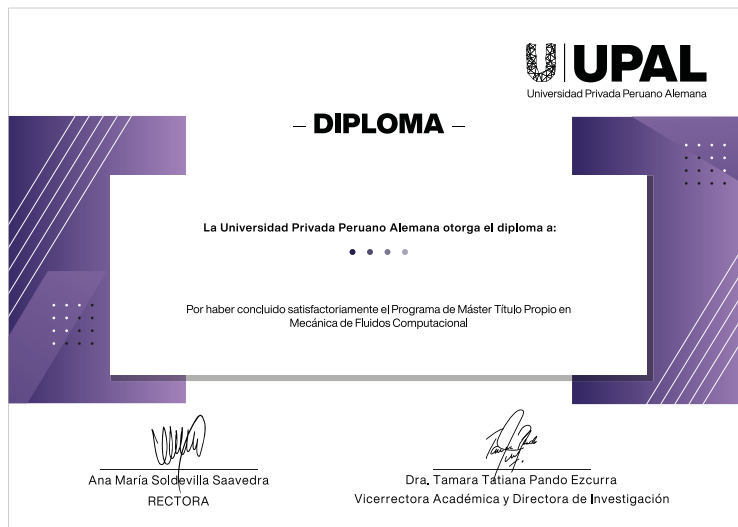 UPAL
Universidad Privada Peruano Alemana
– DIPLOMA –
La Universidad Privada Peruano Alemana otorga el diploma a:
Por haber concluido satisfactoriamente el Programa de Máster Título Propio en
Mecánica de Fluidos Computacional
Ana María Soldevilla Saavedra
RECTORA
Dra. Tamara Tatiana Pando Ezcurra
Vicerrectora Académica y Directora de Investigación